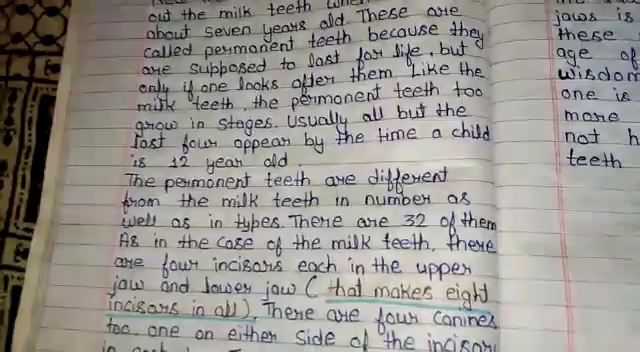 out the milk teeth when
about seven years old. These are
called permanent teeth because they
are supposed to last for life, but
only if one looks after them. Like the
milk teeth, the permanent teeth too
grow in stages. Usually all but the
last four appear by the time a child
is 12 year old.
The permanent teeth are different
from the milk teeth in number as
well as in types. There are 32 of them
As in the case of the milk teeth, there
are four incisors each in the upper
jaw and lower jaw ( that makes eight
incisors in all). There are four canines
too one on either side of the incisors
jaws is
these
age of
wisdom
one is
more
not h
teeth